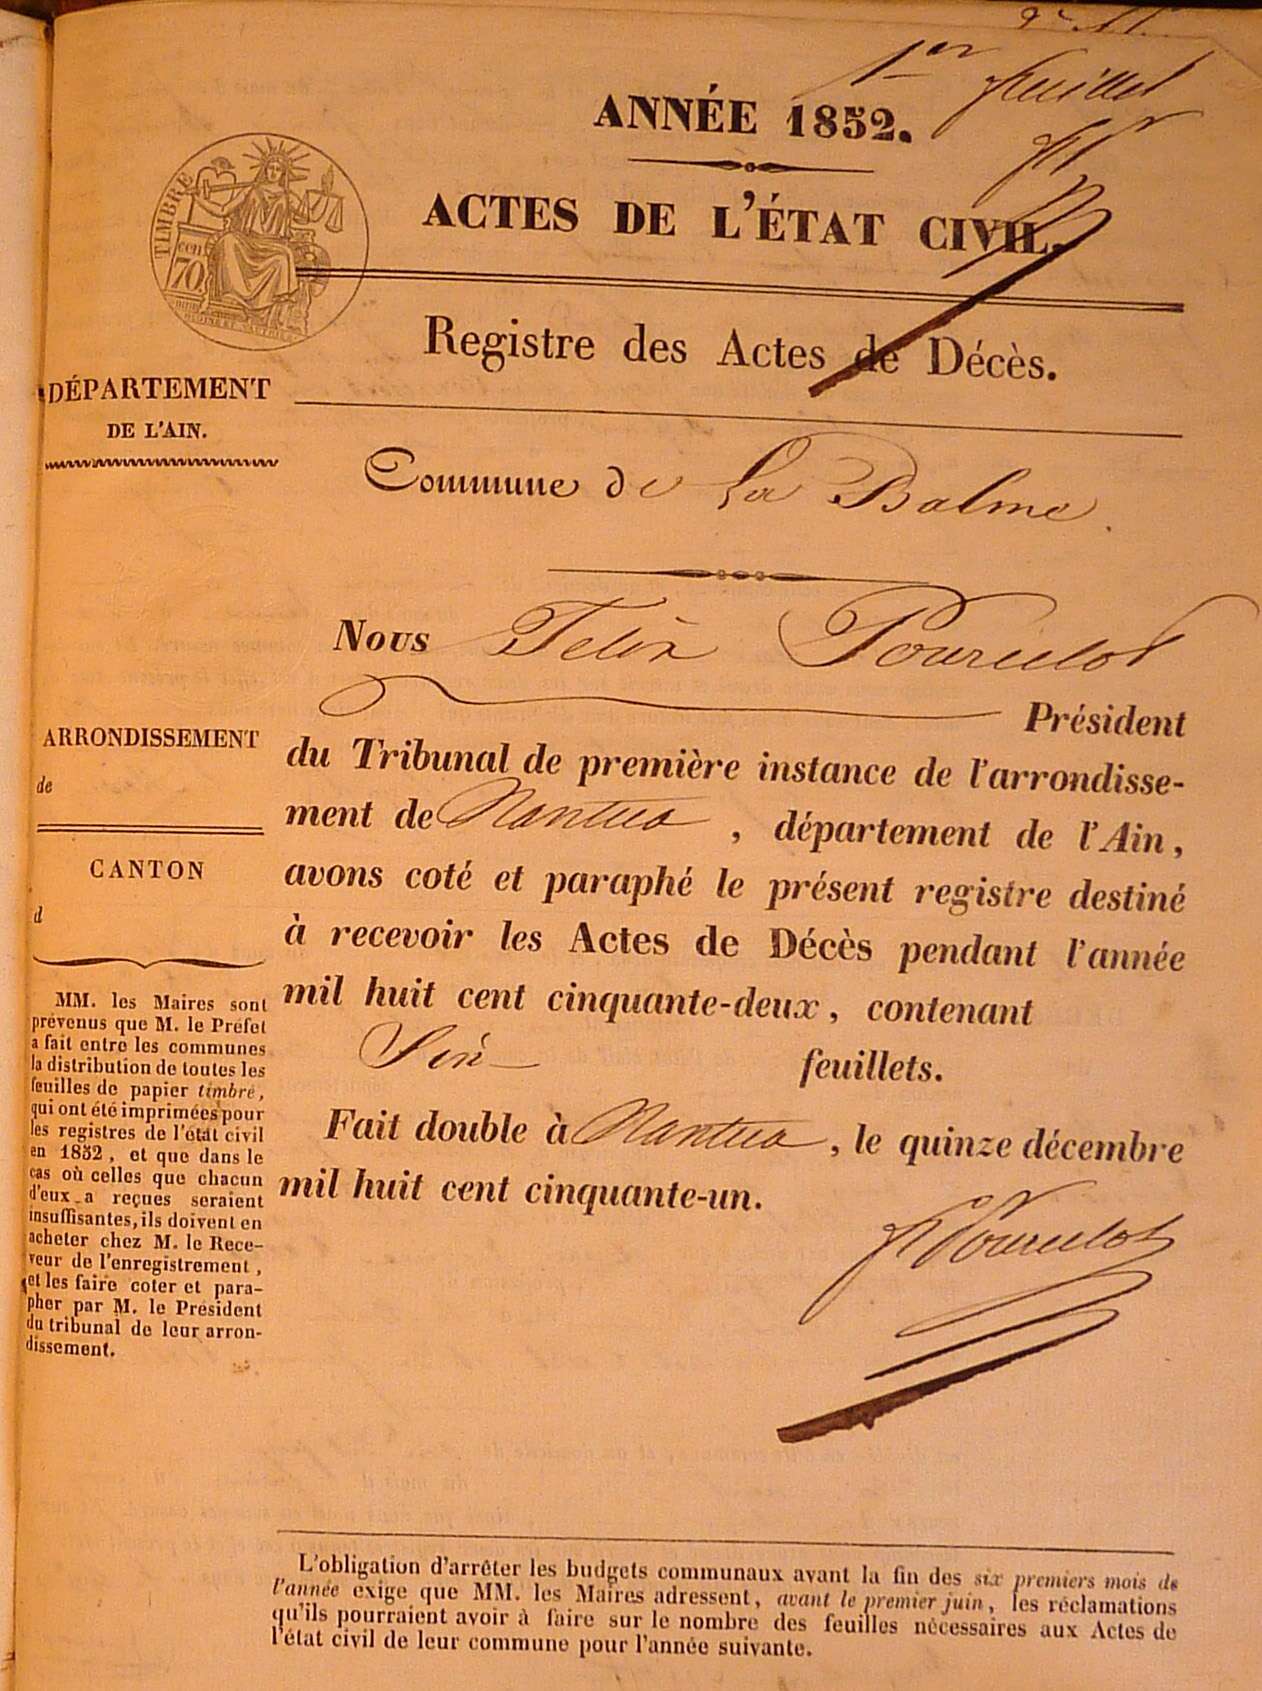 1er feuillet
ANNÉE 1852.
ACTES DE L'ÉTAT CIVIL.
TIMBRE
cen
70.
Registre des Actes de Décès.
DÉPARTEMENT
DE L'AIN.
Commune de La Balme.
Nous Felix Pourcelot
Président
du Tribunal de première instance de l'arrondisse-
ment de Nantua, département de l'Ain,
avons coté et paraphé le présent registre destiné
à recevoir les Actes de Décès pendant l'année
mil huit cent cinquante-deux, contenant
Six feuillets.
Fait double à Nantua, le quinze décembre
mil huit cent cinquante-un.
Pourcelot
ARRONDISSEMENT
de
CANTON
d
MM. les Maires sont
prévenus que M. le Préfet
a fait entre les communes
la distribution de toutes les
feuilles de papier timbré,
qui ont été imprimées pour
les registres de l'état civil
en 1852, et que dans le
cas où celles que chacun
d'eux a reçues seraient
insuffisantes, ils doivent en
acheter chez M. le Rece-
veur de l'enregistrement,
et les faire coter et para-
pher par M. le Président
du tribunal de leur arron-
dissement.
L'obligation d'arrêter les budgets communaux avant la fin des six premiers mois de
l'année exige que MM. les Maires adressent, avant le premier juin, les réclamations
qu'ils pourraient avoir à faire sur le nombre des feuilles nécessaires aux Actes de
l'état civil de leur commune pour l'année suivante.